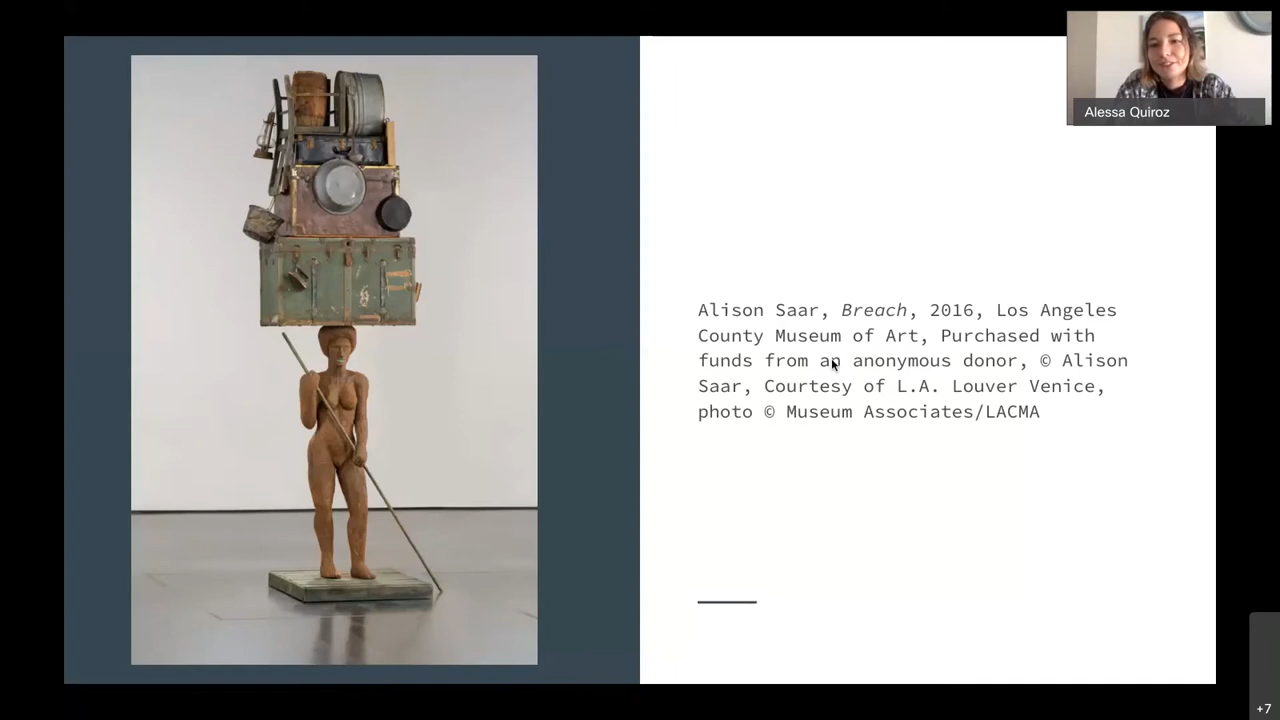 Alessa Quiroz
Alison Saar, Breach, 2016, Los Angeles
County Museum of Art, Purchased with
funds from an anonymous donor, © Alison
Saar, Courtesy of L.A. Louver Venice,
photo © Museum Associates/LACMA
+7